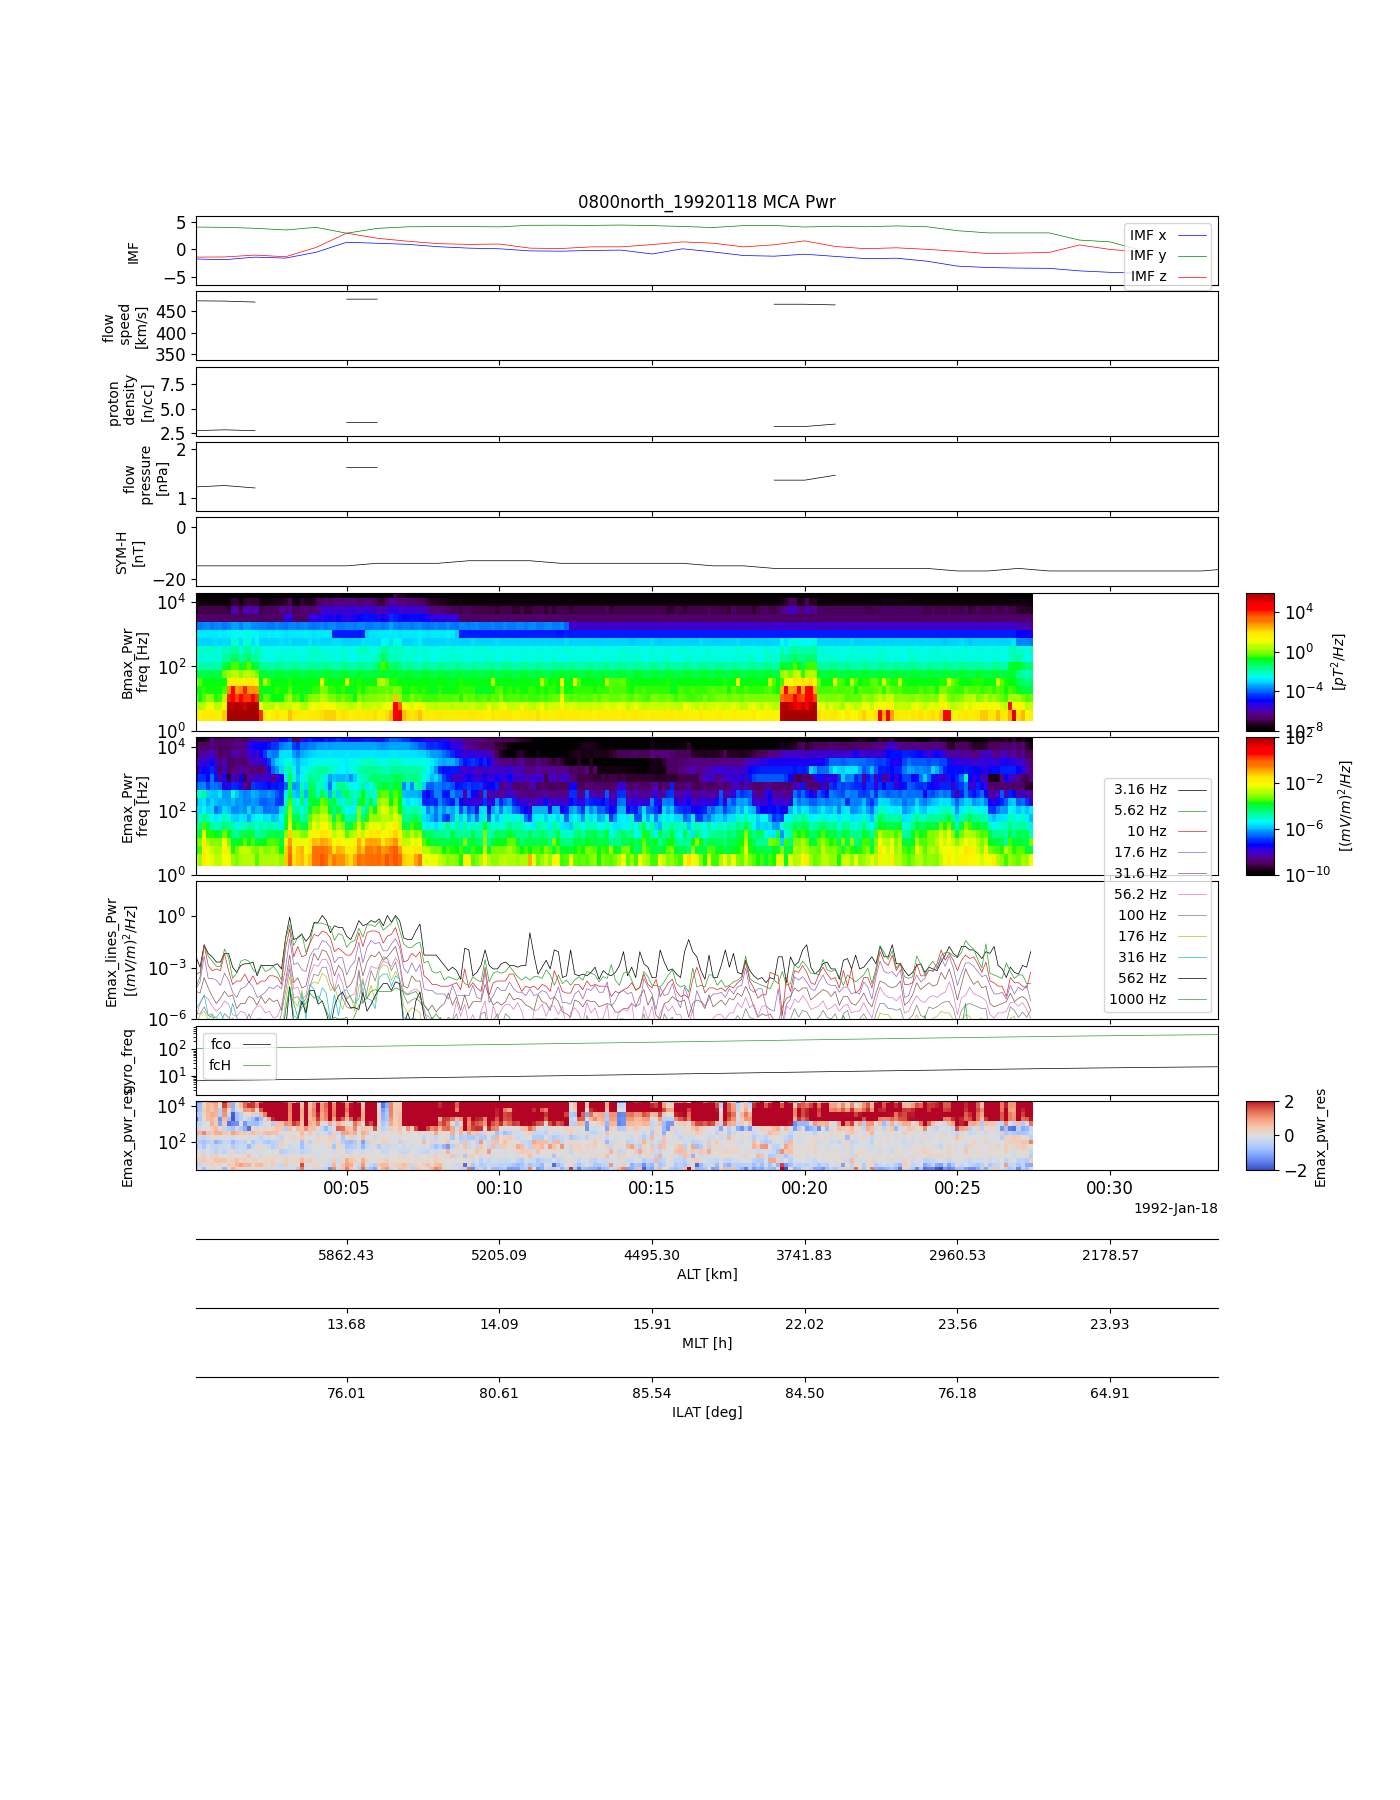 0800north_19920118 MCA Pwr
5
0
−5
IMF
IMF x
IMF y
IMF z
450
400
350
flow
speed
[km/s]
7.5
5.0
2.5
proton
density
[n/cc]
2
1
flow
pressure
[nPa]
0
−20
SYM-H
[nT]
10^4
10^2
10^0
Bmax_Pwr
freq [Hz]
10^4
10^0
10^−4
10^−8
[pT^2/Hz]
10^4
10^2
10^0
Emax_Pwr
freq [Hz]
10^2
10^−2
10^−6
10^−10
[(mV/m)^2/Hz]
3.16 Hz
5.62 Hz
10 Hz
17.6 Hz
31.6 Hz
56.2 Hz
100 Hz
176 Hz
316 Hz
562 Hz
1000 Hz
10^0
10^−3
10^−6
Emax_lines_Pwr
[(mV/m)^2/Hz]
10^2
10^1
gyro_freq
fco
fcH
10^4
10^2
Emax_pwr_res
2
0
−2
Emax_pwr_res
00:05 00:10 00:15 00:20 00:25 00:30
1992-Jan-18
5862.43 5205.09 4495.30 3741.83 2960.53 2178.57
ALT [km]
13.68 14.09 15.91 22.02 23.56 23.93
MLT [h]
76.01 80.61 85.54 84.50 76.18 64.91
ILAT [deg]